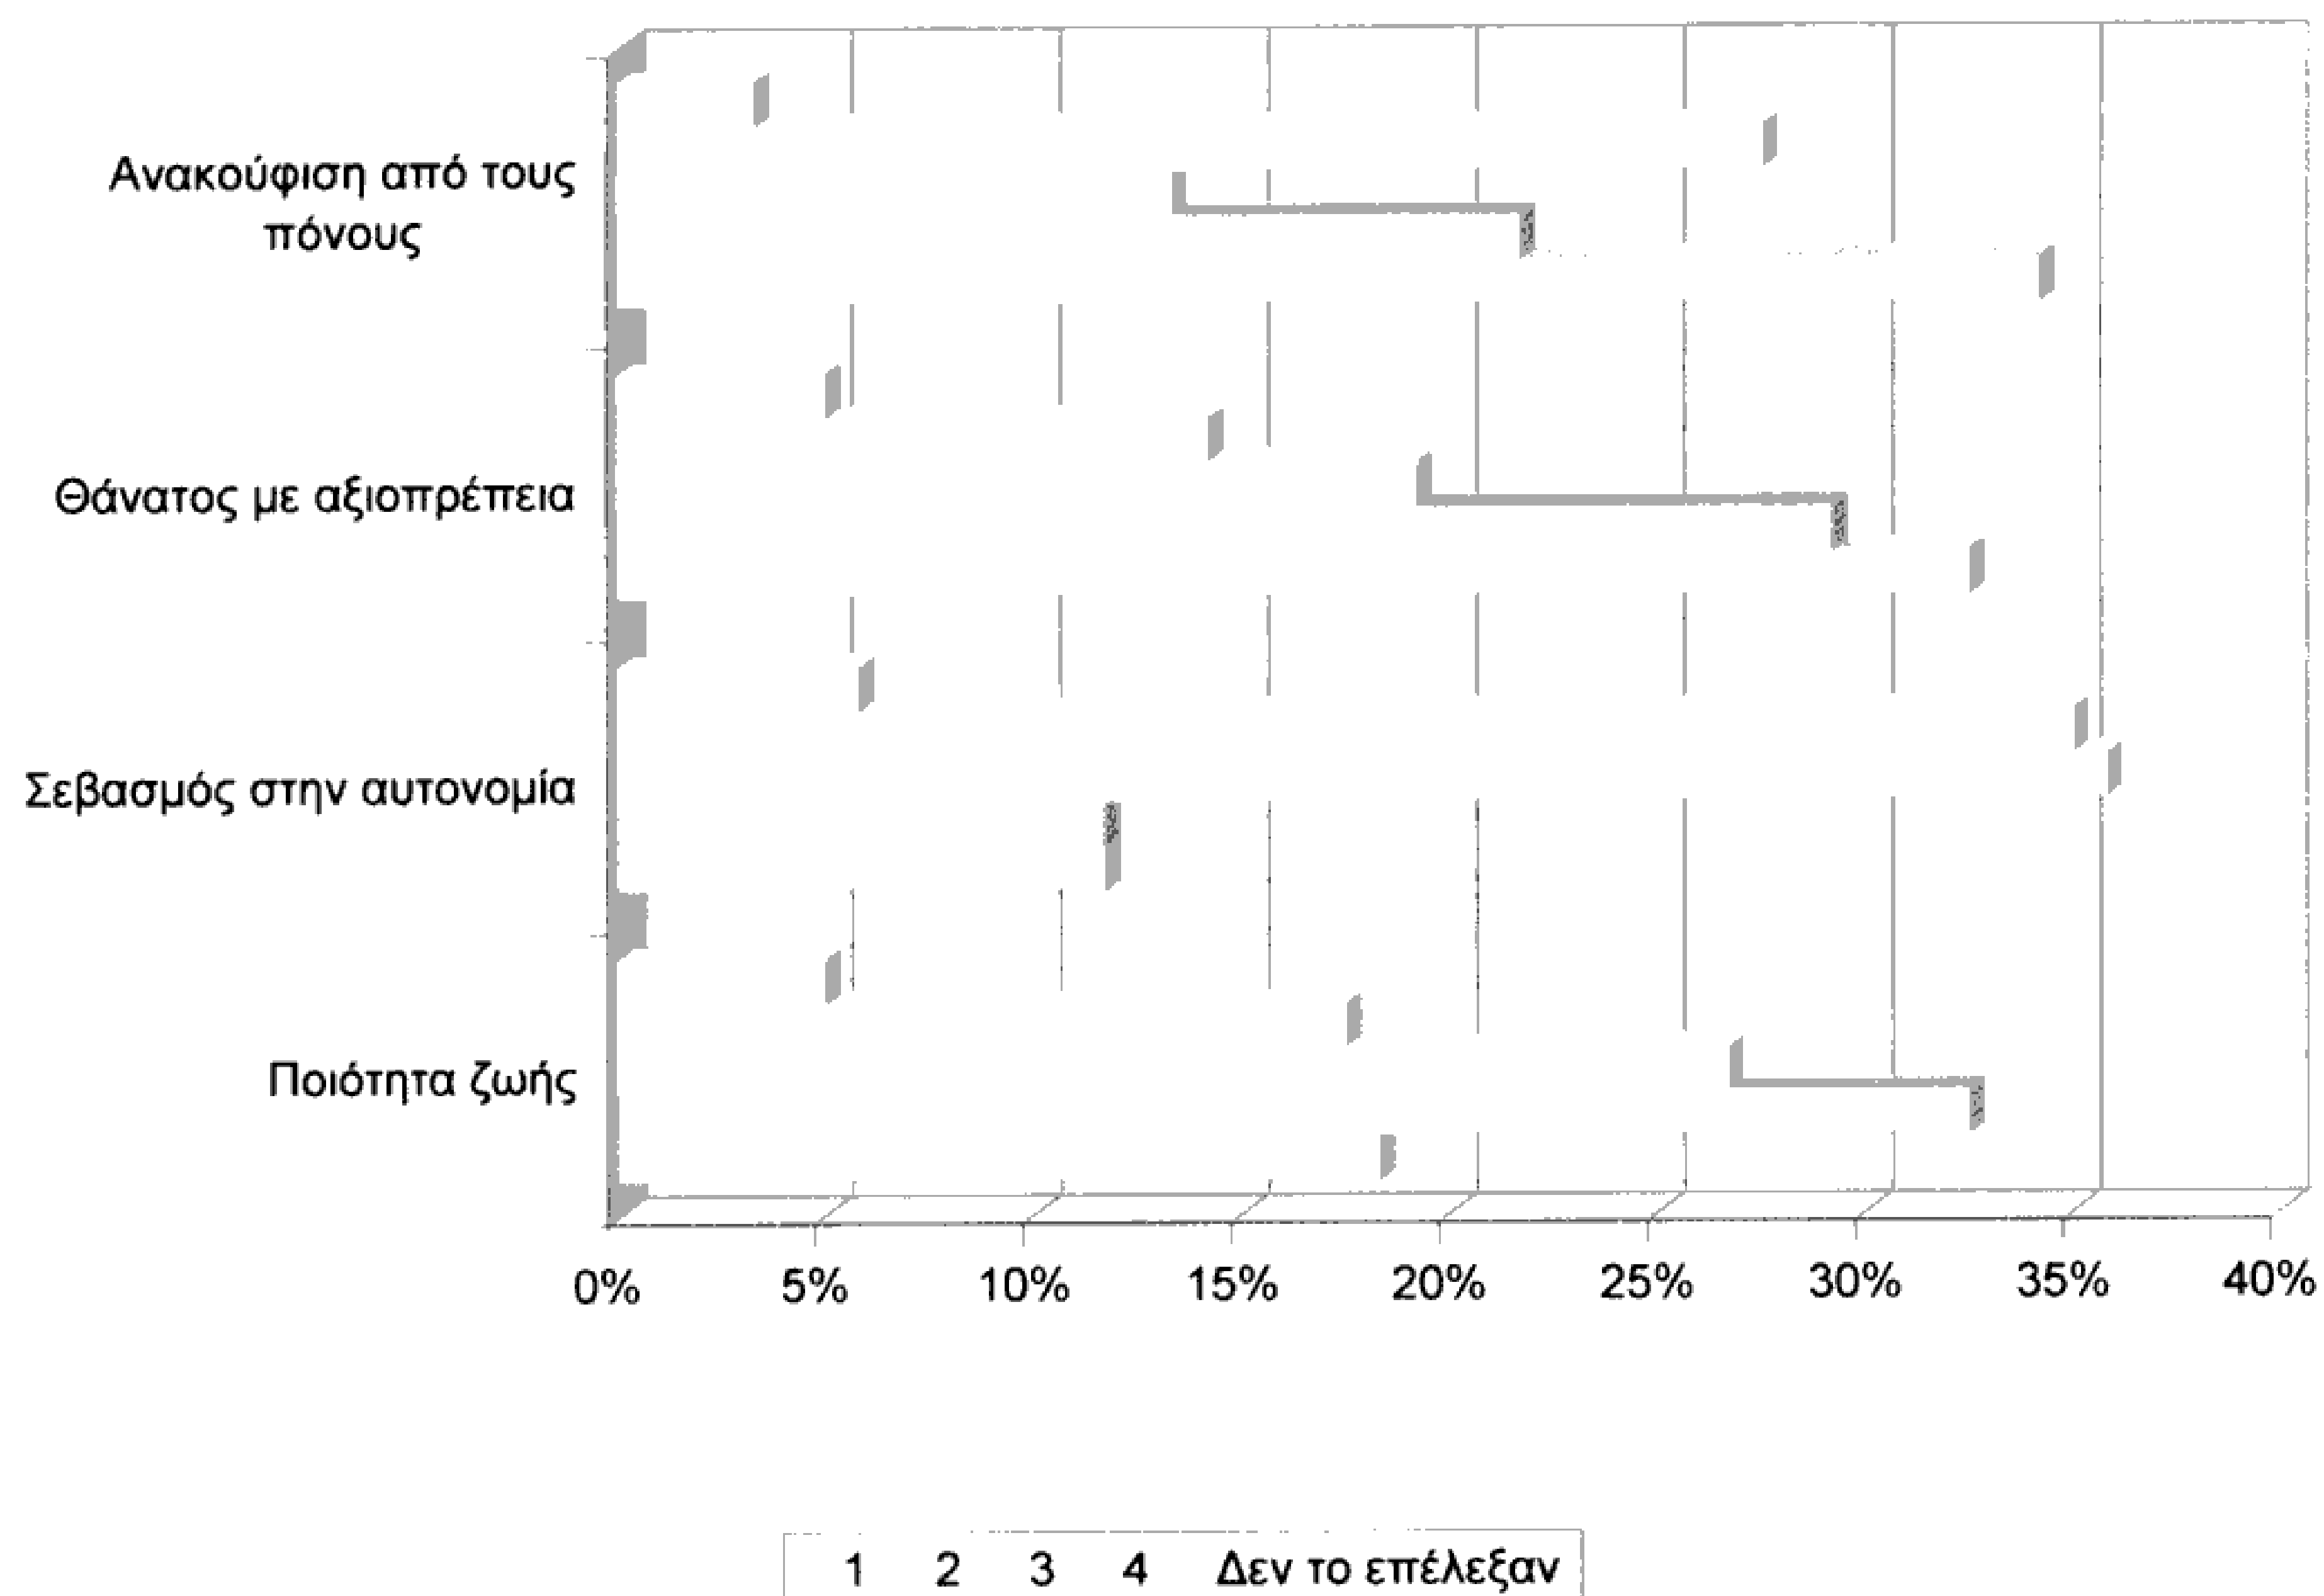 Ανακούφιση από τους
πόνους
Θάνατος με αξιοπρέπεια
Σεβασμός στην αυτονομία
Ποιότητα ζωής
0% 5% 10% 15% 20% 25% 30% 35% 40%
1 2 3 4 Δεν το επέλεξαν